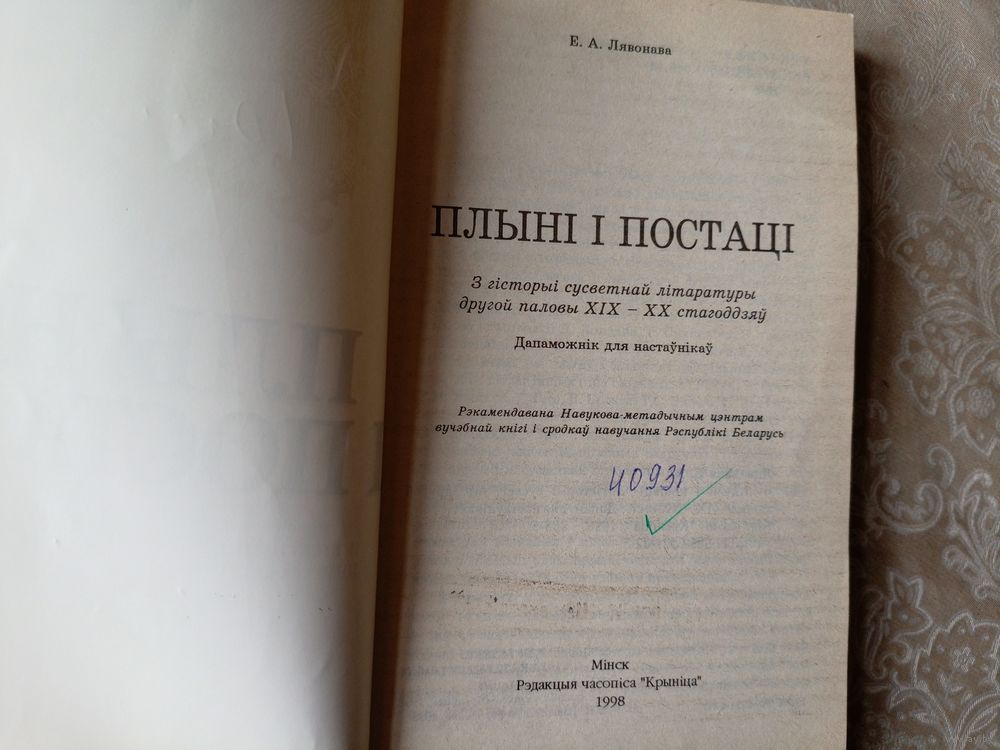 Е. А. Лявонава
ПЛЫНІ І ПОСТАЦІ
З гісторыі сусветнай літаратуры
другой паловы XIX – XX стагоддзяў
Дапаможнік для настаўнікаў
Рэкамендавана Навукова-метадычным цэнтрам
вучэбнай кнігі і сродкаў навучання Рэспублікі Беларусь
40931
Мінск
Рэдакцыя часопіса "Крыніца"
1998